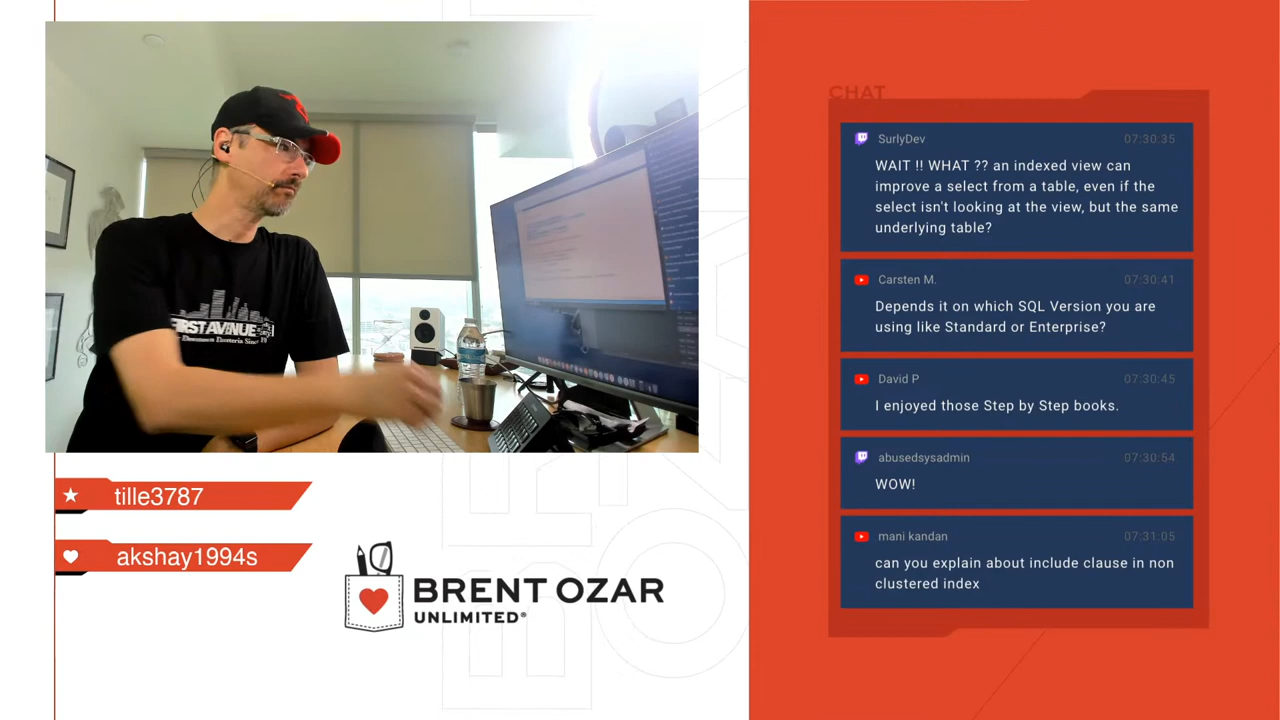 FIRST AVENUE
tille3787
akshay1994s
BRENT OZAR
UNLIMITED®
CHAT
SurlyDev 07:30:35
WAIT !! WHAT ?? an indexed view can
improve a select from a table, even if the
select isn't looking at the view, but the same
underlying table?
Carsten M. 07:30:41
Depends it on which SQL Version you are
using like Standard or Enterprise?
David P 07:30:45
I enjoyed those Step by Step books.
abusedsysadmin 07:30:54
WOW!
mani kandan 07:31:05
can you explain about include clause in non
clustered index